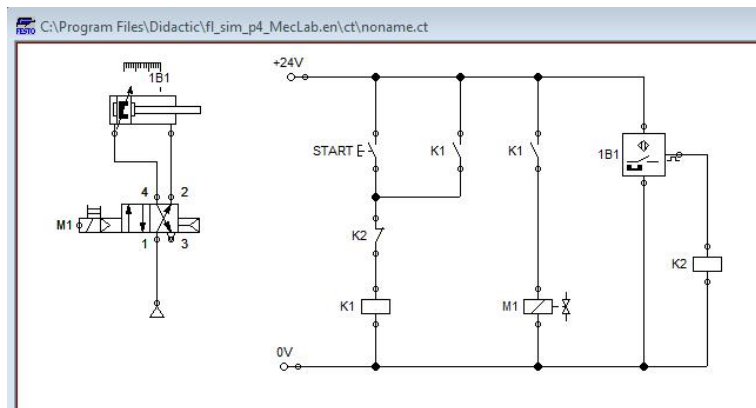 FESTO C:\Program Files\Didactic\fl_sim_p4_MecLab.en\ct\noname.ct
+24V
1B1
START
K1
K1
1B1
4
2
M1
1
3
K2
K2
K1
M1
0V